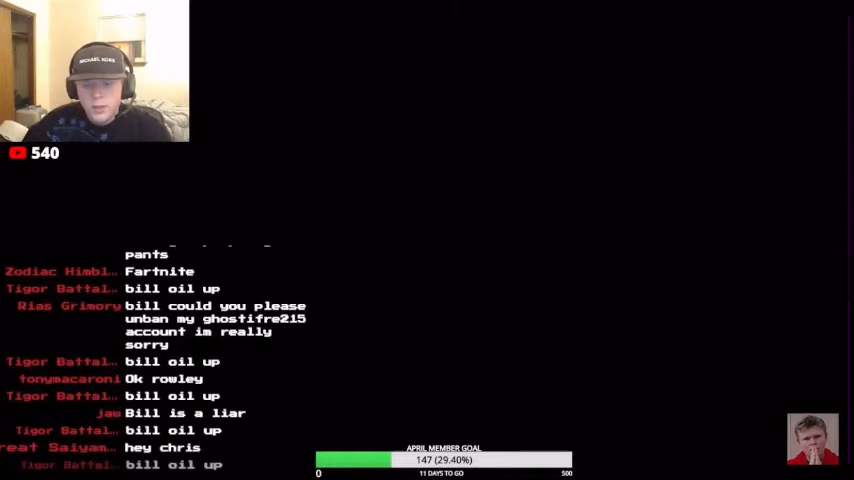 MICHAEL KORS
540
pants
Zodiac Himbl... Fartnite
Tigor Battal... bill oil up
Rias Grimory bill could you please
unban my ghostifre215
account im really
sorry
Tigor Battal... bill oil up
tonymacaroni Ok rowley
Tigor Battal... bill oil up
jaw Bill is a liar
Tigor Battal... bill oil up
reat Saiyam... hey chris
Tigor Battal... bill oil up
APRIL MEMBER GOAL
147 (29.40%)
0 11 DAYS TO GO 500